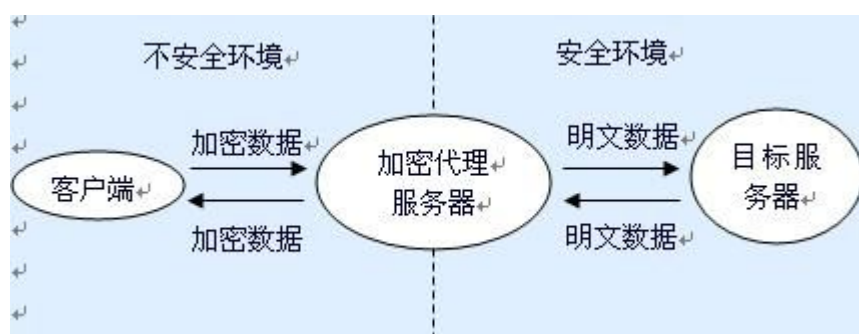 不安全环境
安全环境
加密数据
明文数据
客户端
加密代理
服务器
目标服
务器
加密数据
明文数据